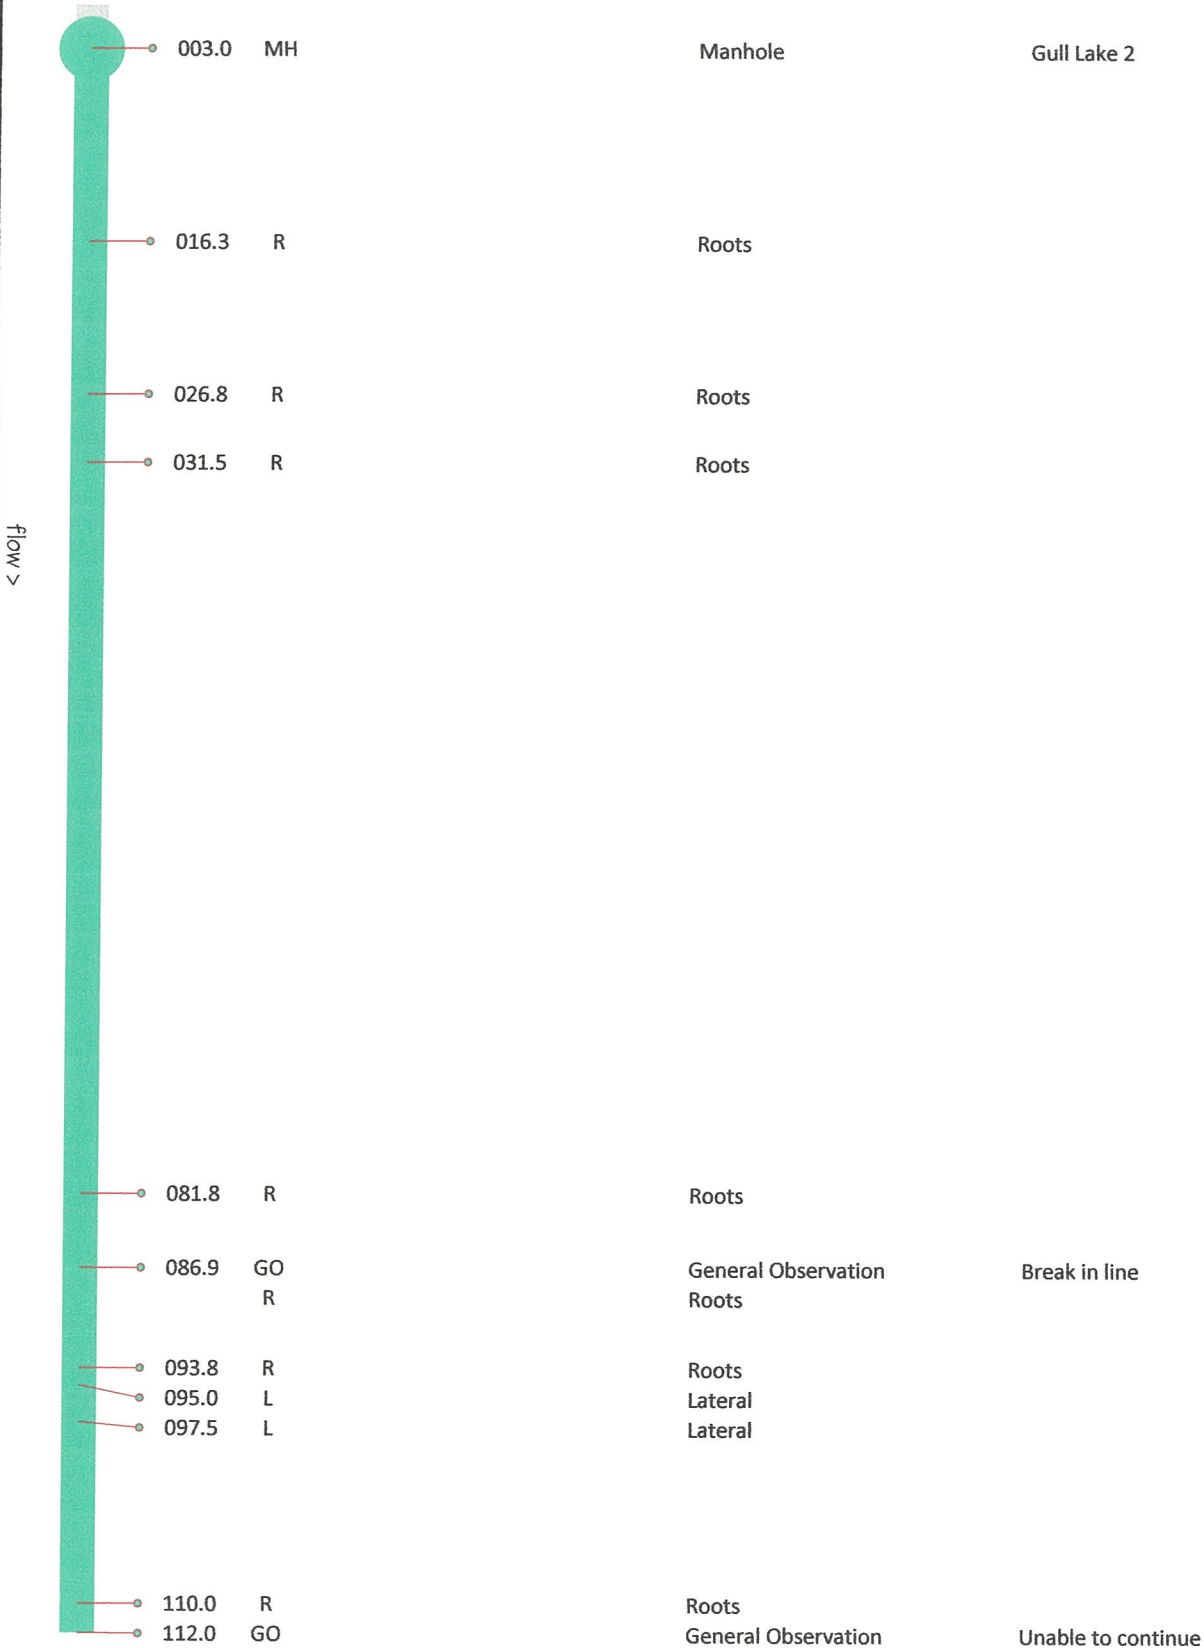 003.0 MH Manhole Gull Lake 2
016.3 R Roots
026.8 R Roots
031.5 R Roots
flow >
081.8 R Roots
086.9 GO General Observation Break in line
R Roots
093.8 R Roots
095.0 L Lateral
097.5 L Lateral
110.0 R Roots
112.0 GO General Observation Unable to continue